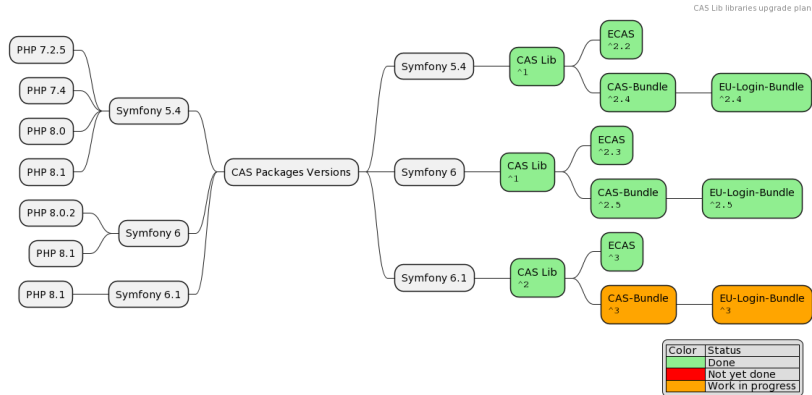 CAS Lib libraries upgrade plan
PHP 7.2.5
PHP 7.4
PHP 8.0
PHP 8.1
Symfony 5.4
PHP 8.0.2
PHP 8.1
Symfony 6
PHP 8.1
Symfony 6.1
CAS Packages Versions
Symfony 5.4
CAS Lib
^1
ECAS
^2.2
CAS-Bundle
^2.4
EU-Login-Bundle
^2.4
Symfony 6
CAS Lib
^1
ECAS
^2.3
CAS-Bundle
^2.5
EU-Login-Bundle
^2.5
Symfony 6.1
CAS Lib
^2
ECAS
^3
CAS-Bundle
^3
EU-Login-Bundle
^3
Color Status
Done
Not yet done
Work in progress